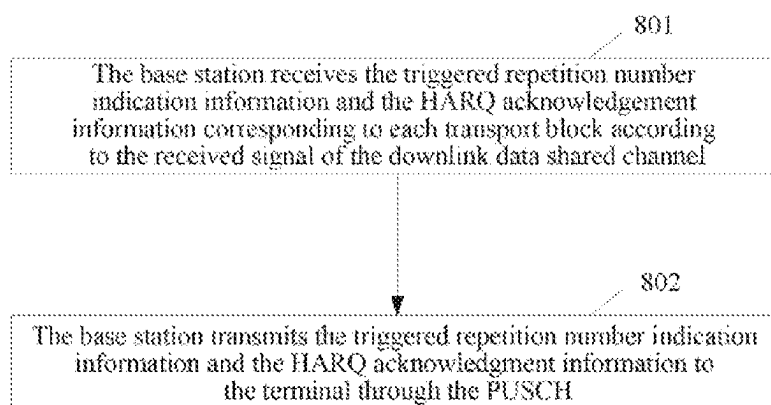 801
The base station receives the triggered repetition number
indication information and the HARQ acknowledgement
information corresponding to each transport block according
to the received signal of the downlink data shared channel
802
The base station transmits the triggered repetition number indication
information and the HARQ acknowledgment information to
the terminal through the PUSCH